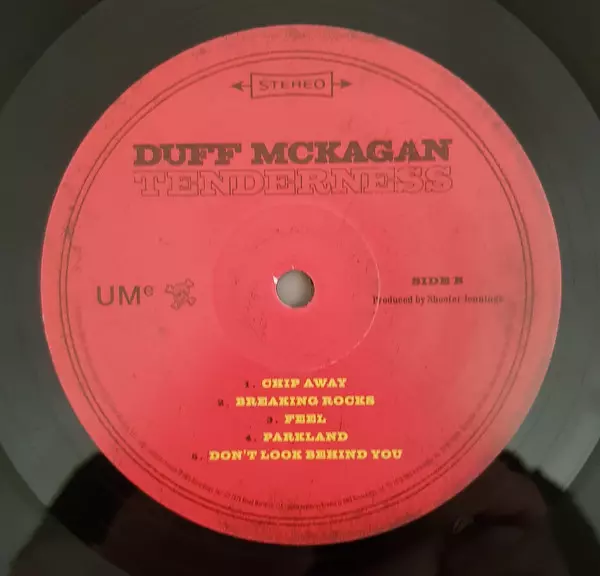 STEREO
DUFF MCKAGAN
TENDERNESS
UMe
SIDE B
Produced by Shooter Jennings
1. CHIP AWAY
2. BREAKING ROCKS
3. FEEL
4. PARKLAND
5. DON'T LOOK BEHIND YOU